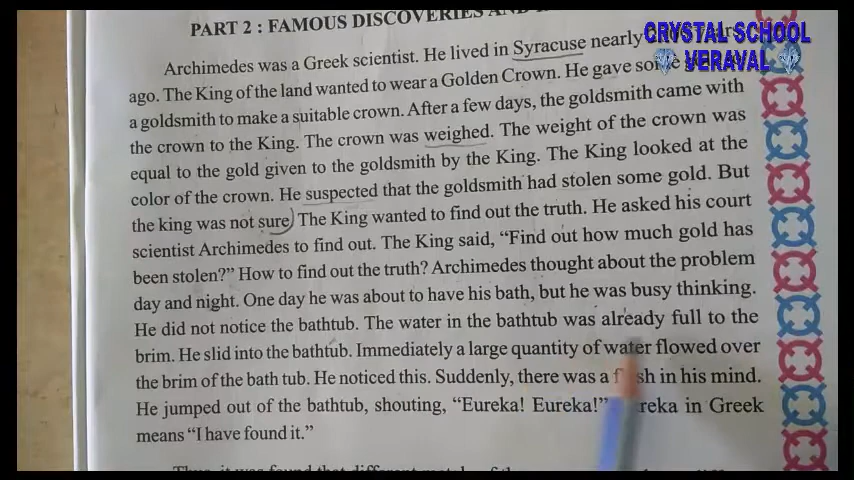 PART 2 : FAMOUS DISCOVERIES
CRYSTAL SCHOOL
VERAVAL
Archimedes was a Greek scientist. He lived in Syracuse nearly
ago. The King of the land wanted to wear a Golden Crown. He gave some
a goldsmith to make a suitable crown. After a few days, the goldsmith came with
the crown to the King. The crown was weighed. The weight of the crown was
equal to the gold given to the goldsmith by the King. The King looked at the
color of the crown. He suspected that the goldsmith had stolen some gold. But
the king was not sure. The King wanted to find out the truth. He asked his court
scientist Archimedes to find out. The King said, “Find out how much gold has
been stolen?” How to find out the truth? Archimedes thought about the problem
day and night. One day he was about to have his bath, but he was busy thinking.
He did not notice the bathtub. The water in the bathtub was already full to the
brim. He slid into the bathtub. Immediately a large quantity of water flowed over
the brim of the bath tub. He noticed this. Suddenly, there was a in his mind.
He jumped out of the bathtub, shouting, “Eureka! Eureka!” in Greek
means “I have found it.”